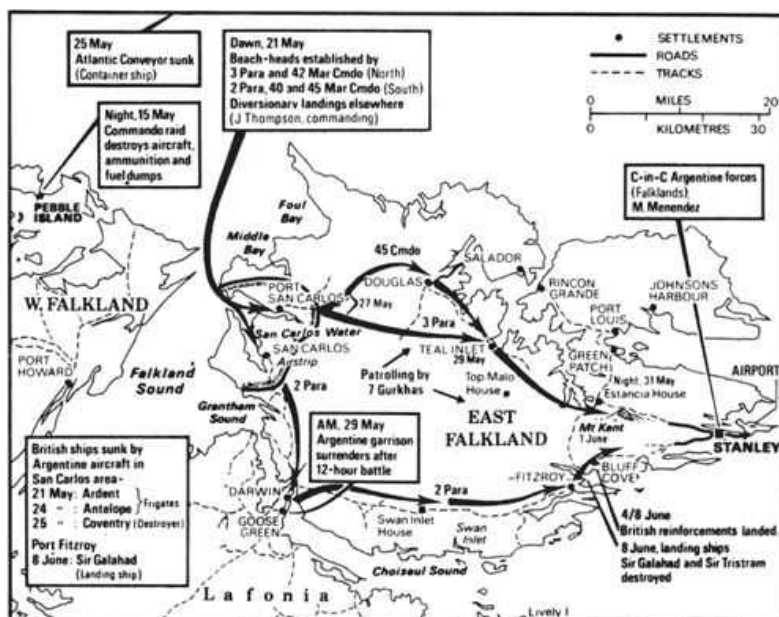 25 May
Atlantic Conveyor sunk
(Container ship)
Dawn, 21 May
Beach-heads established by
3 Para and 42 Mar Cmdo (North)
2 Para, 40 and 45 Mar Cmdo (South)
Diversionary landings elsewhere
(J Thompson, commanding)
SETTLEMENTS
ROADS
TRACKS
0 MILES 20
0 KILOMETRES 30
Night, 15 May
Commando raid
destroys aircraft,
ammunition and
fuel dumps
C-in-C Argentine forces
(Falklands);
M. Menendez
PEBBLE
ISLAND
Foul
Bay
Middle
Bay
45 Cmdo
SALADOR
DOUGLAS
RINCON
GRANDE
JOHNSONS
HARBOUR
PORT
SAN CARLOS
27 May
W. FALKLAND
PORT
LOUIS
3 Para
San Carlos Water
SAN CARLOS
Airstrip
TEAL INLET
29 May
GREEN
PATCH
PORT
HOWARD
Falkland
Sound
Patrolling by
7 Gurkhas
Top Malo
House
Night, 31 May
Estancia House
AIRPORT
2 Para
Grantham
Sound
EAST
FALKLAND
Mt Kent
1 June
STANLEY
AM, 29 May
Argentine garrison
surrenders after
12-hour battle
British ships sunk by
Argentine aircraft in
San Carlos area-
21 May: Ardent
24 " : Antelope
Frigates
25 " : Coventry (Destroyer)
Port Fitzroy
8 June: Sir Galahad
(Landing ship)
DARWIN
GOOSE
GREEN
2 Para
FITZROY
BLUFF
COVE
Swan Inlet
House
Swan
Inlet
4/8 June
British reinforcements landed.
8 June, landing ships
Sir Galahad and Sir Tristram
destroyed
Choiseul Sound
Lafonia
Lively I